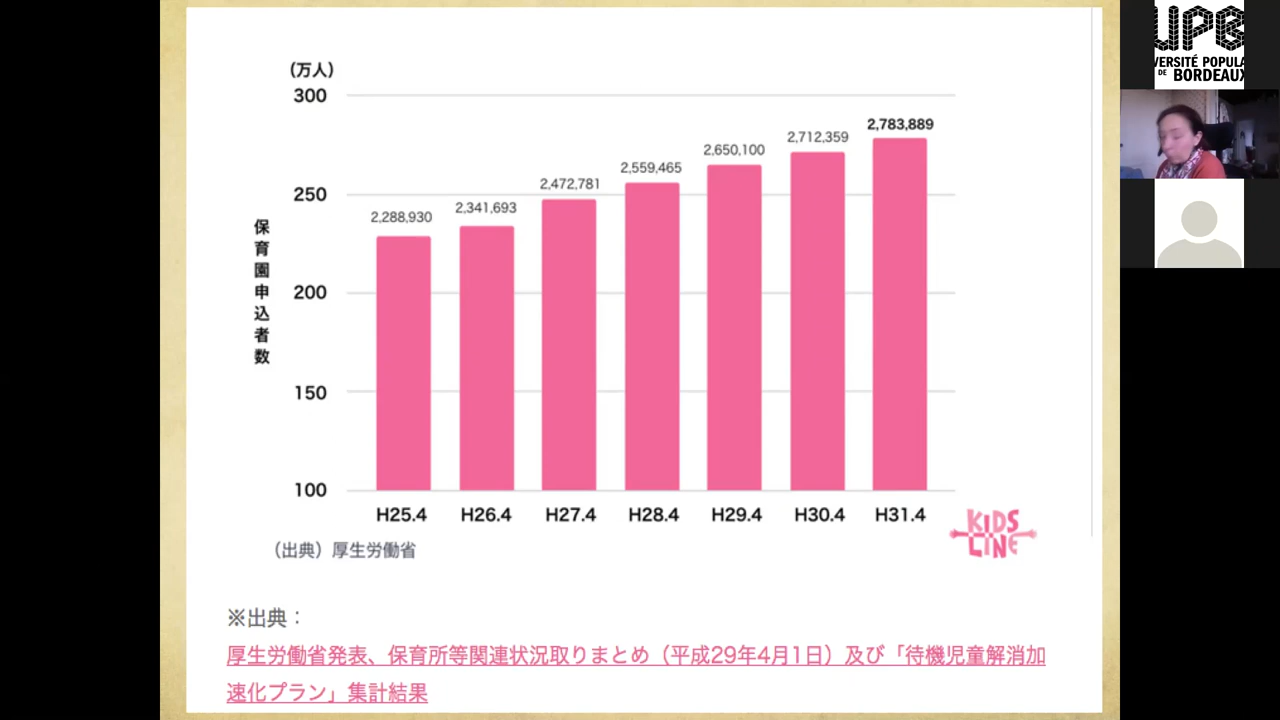 (万人)
300
250
200
150
100
保育園申込者数
2,288,930
2,341,693
2,472,781
2,559,465
2,650,100
2,712,359
2,783,889
H25.4 H26.4 H27.4 H28.4 H29.4 H30.4 H31.4
KIDS
LINE
（出典）厚生労働省
※出典：
厚生労働省発表、保育所等関連状況取りまとめ（平成29年4月1日）及び「待機児童解消加
速化プラン」集計結果
UPB
VERSITÉ POPULA
DE BORDEAUX